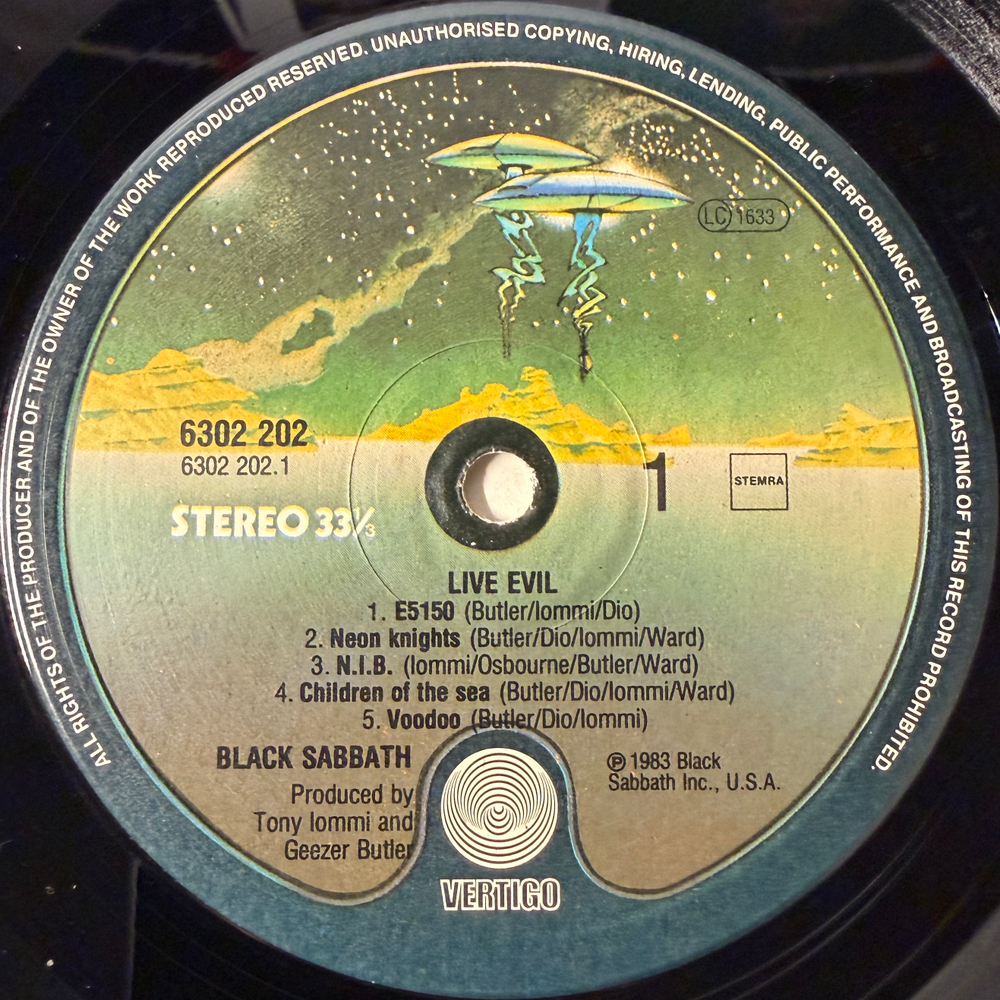 ALL RIGHTS OF THE PRODUCER AND OF THE OWNER OF THE WORK REPRODUCED RESERVED. UNAUTHORISED COPYING, HIRING, LENDING, PUBLIC PERFORMANCE AND BROADCASTING OF THIS RECORD PROHIBITED.
LC 1633
6302 202
6302 202.1
1
STEMRA
STEREO 33⅓
LIVE EVIL
1. E5150 (Butler/Iommi/Dio)
2. Neon knights (Butler/Dio/Iommi/Ward)
3. N.I.B. (Iommi/Osbourne/Butler/Ward)
4. Children of the sea (Butler/Dio/Iommi/Ward)
5. Voodoo (Butler/Dio/Iommi)
BLACK SABBATH
Produced by
Tony Iommi and
Geezer Butler
℗ 1983 Black
Sabbath Inc., U.S.A.
VERTIGO